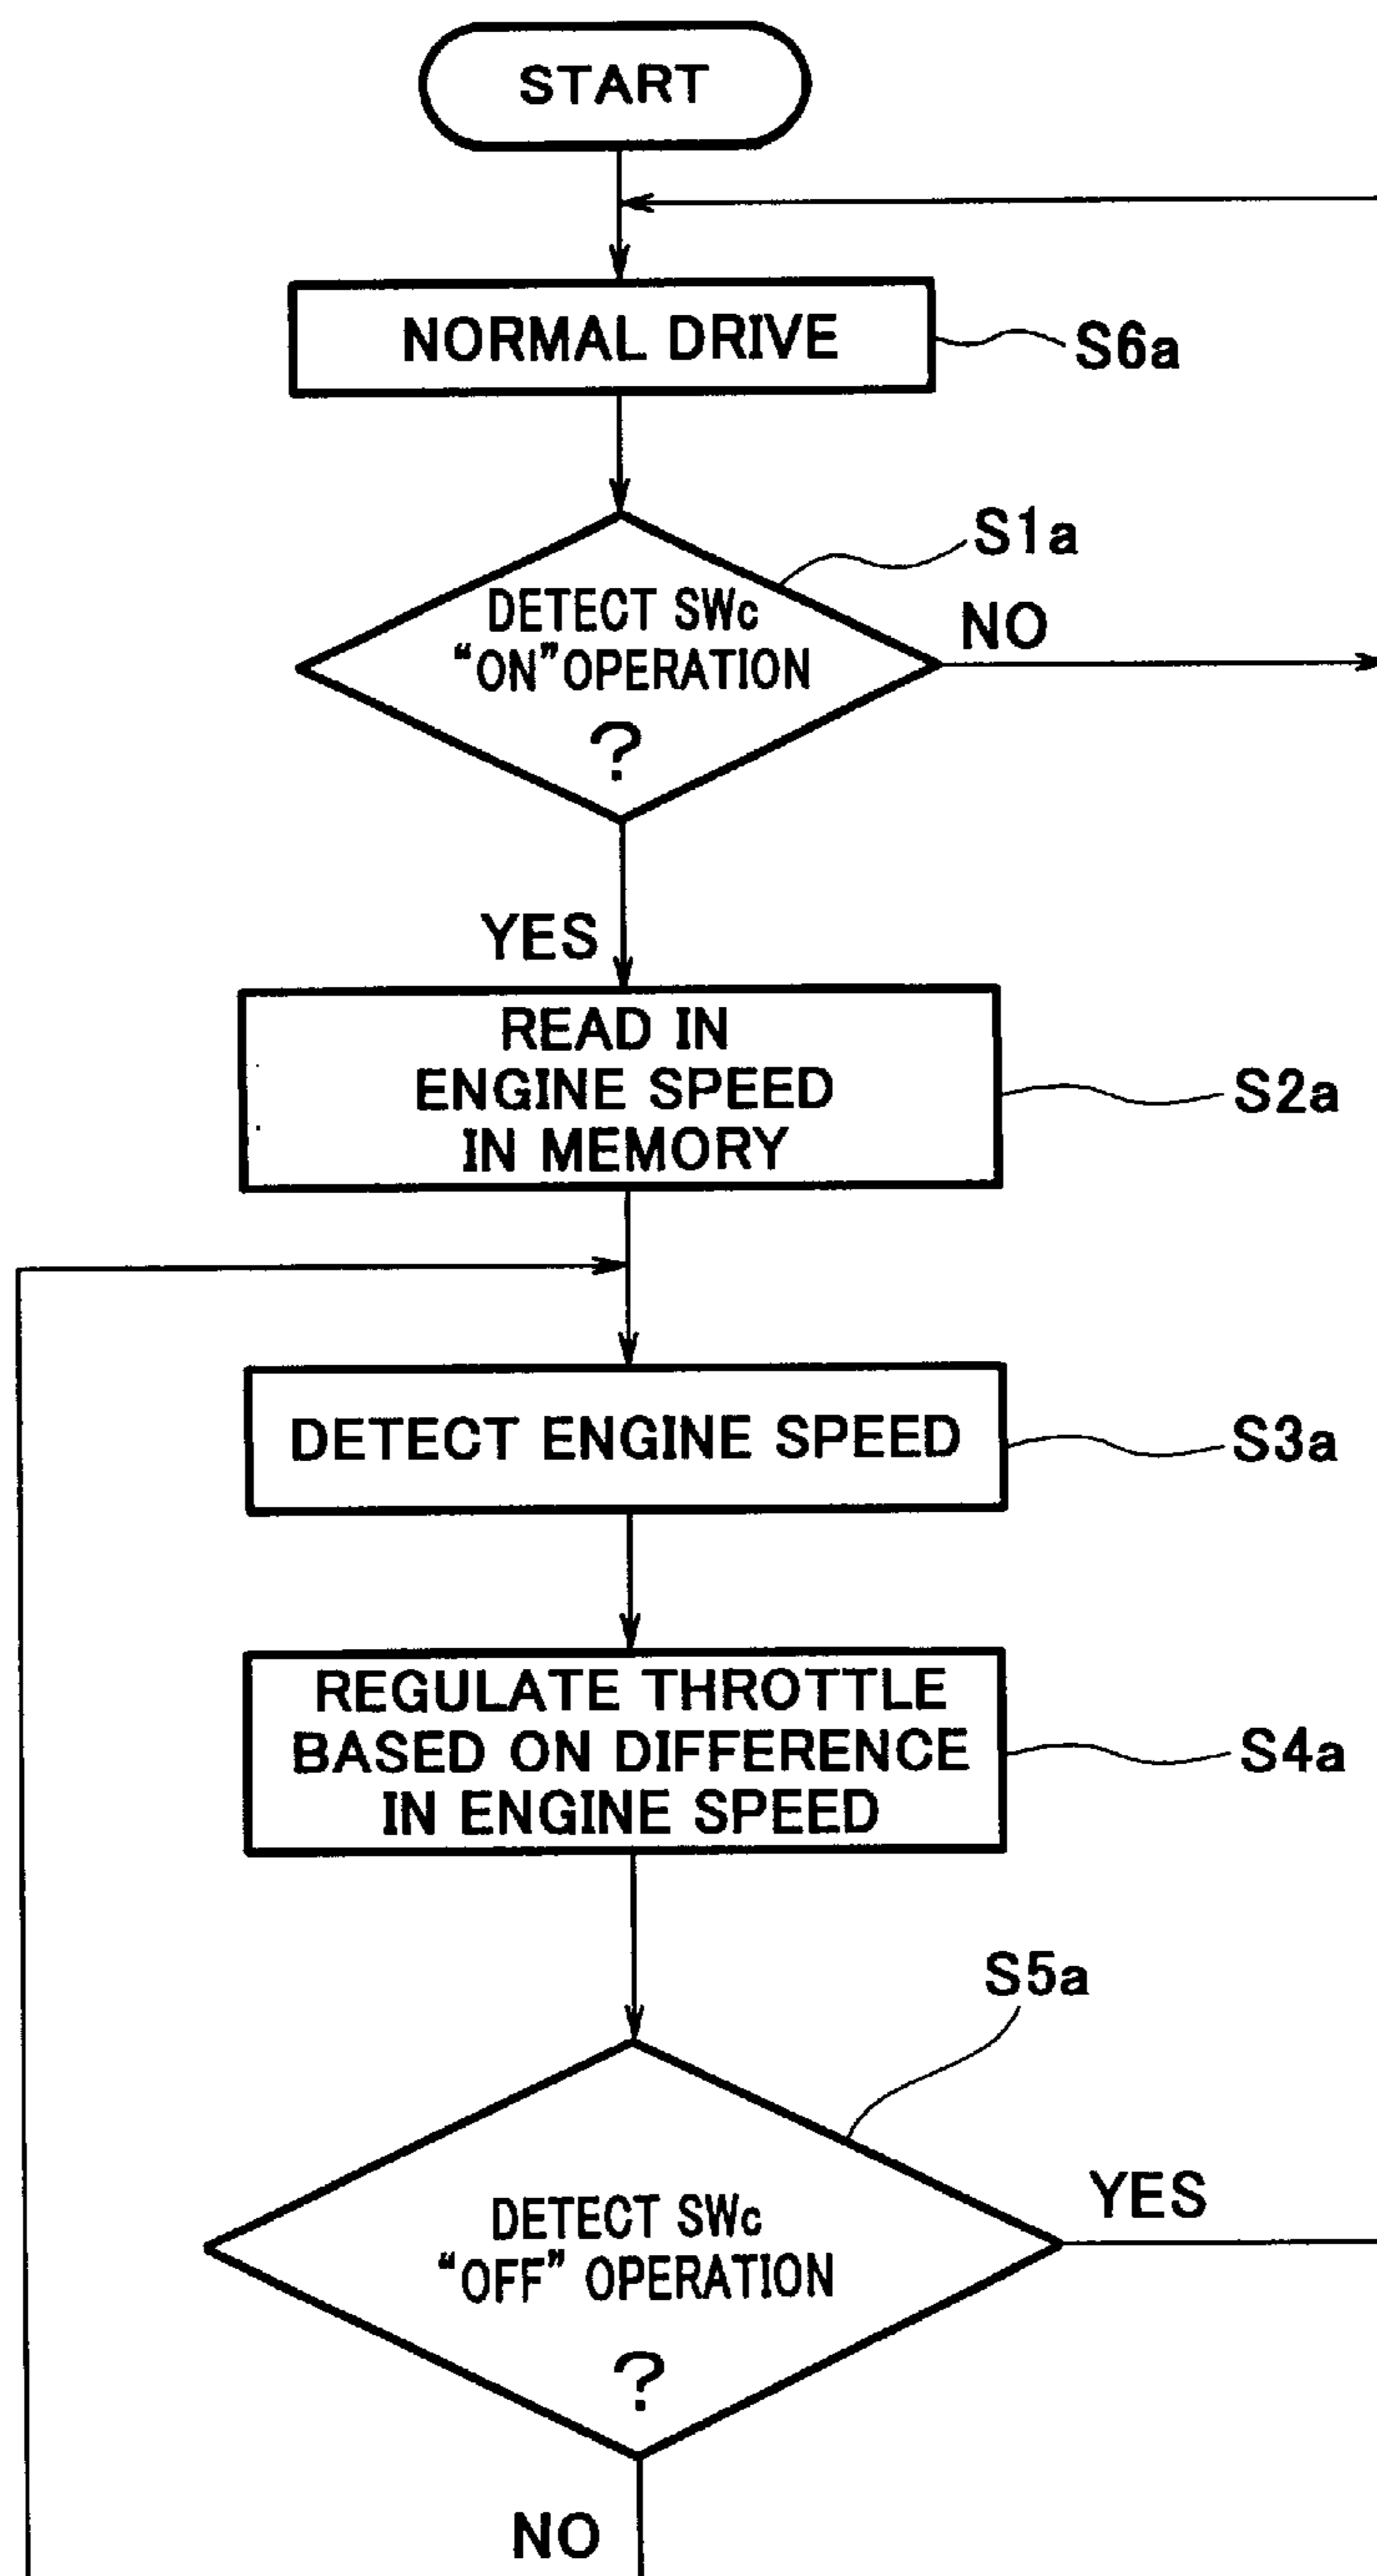 START
NORMAL DRIVE
S6a
S1a
DETECT SWc
“ON”OPERATION
?
NO
YES
READ IN
ENGINE SPEED
IN MEMORY
S2a
DETECT ENGINE SPEED
S3a
REGULATE THROTTLE
BASED ON DIFFERENCE
IN ENGINE SPEED
S4a
S5a
DETECT SWc
“OFF” OPERATION
?
YES
NO